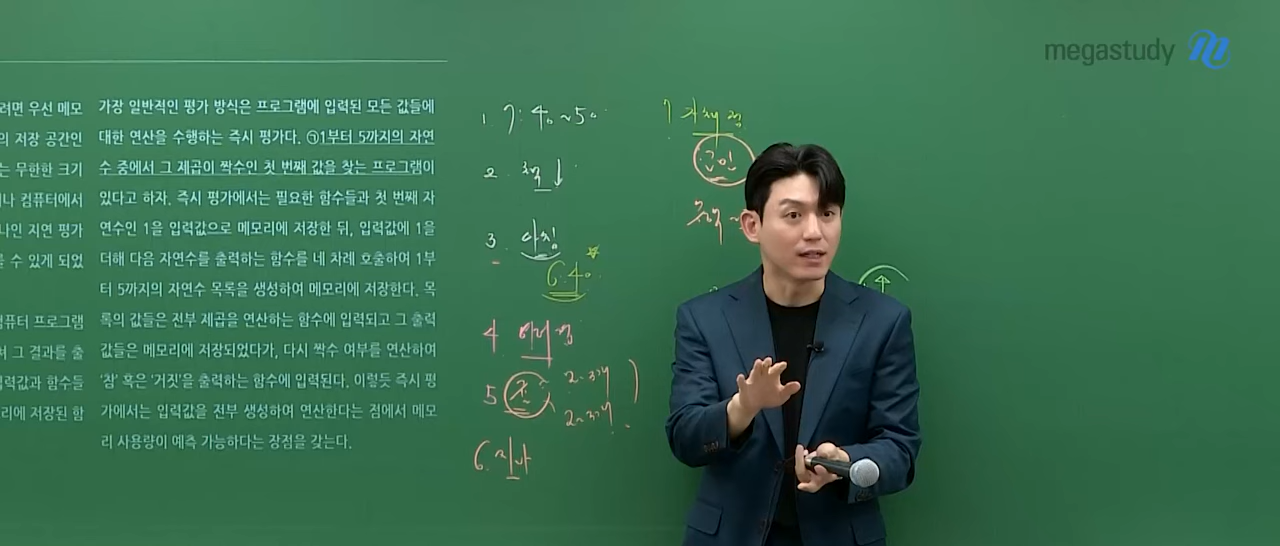 megastudy
려면 우선 메모
의 저장 공간인
는 무한한 크기
나 컴퓨터에서
나인 지연 평가
를 수 있게 되었
컴퓨터 프로그램
쳐 그 결과를 출
력값과 함수들
리에 저장된 함
가장 일반적인 평가 방식은 프로그램에 입력된 모든 값들에
대한 연산을 수행하는 즉시 평가다. ㉠1부터 5까지의 자연
수 중에서 그 제곱이 짝수인 첫 번째 값을 찾는 프로그램이
있다고 하자. 즉시 평가에서는 필요한 함수들과 첫 번째 자
연수인 1을 입력값으로 메모리에 저장한 뒤, 입력값에 1을
더해 다음 자연수를 출력하는 함수를 네 차례 호출하여 1부
터 5까지의 자연수 목록을 생성하여 메모리에 저장한다. 목
록의 값들은 전부 제곱을 연산하는 함수에 입력되고 그 출력
값들은 메모리에 저장되었다가, 다시 짝수 여부를 연산하여
'참' 혹은 '거짓'을 출력하는 함수에 입력된다. 이렇듯 즉시 평
가에서는 입력값을 전부 생성하여 연산한다는 점에서 메모
리 사용량이 예측 가능하다는 장점을 갖는다.
1. 7: 40~50
2.
3. 아침
6:40
4
5 2~3개
2~3개
6.